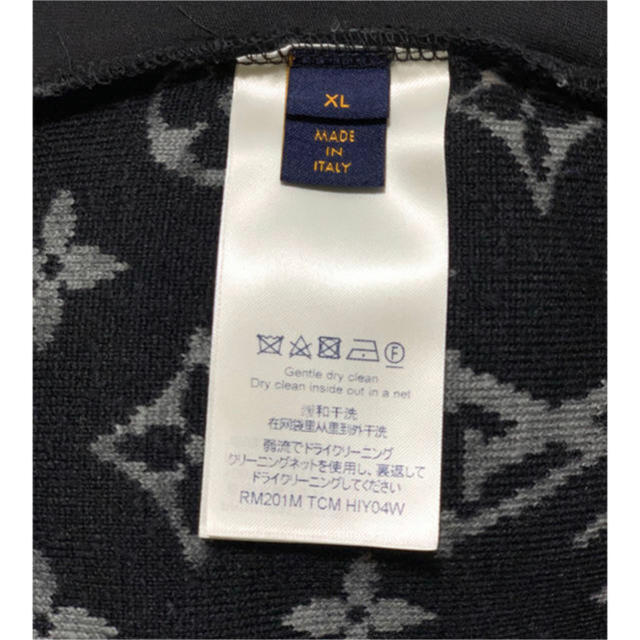 XL
MADE
IN
ITALY
F
Gentle dry clean
Dry clean inside out in a net
缓和干洗
在网袋里从里到外干洗
弱流でドライクリーニング
クリーニングネットを使用し、裏返して
ドライクリーニングしてください
RM201M TCM HIY04W